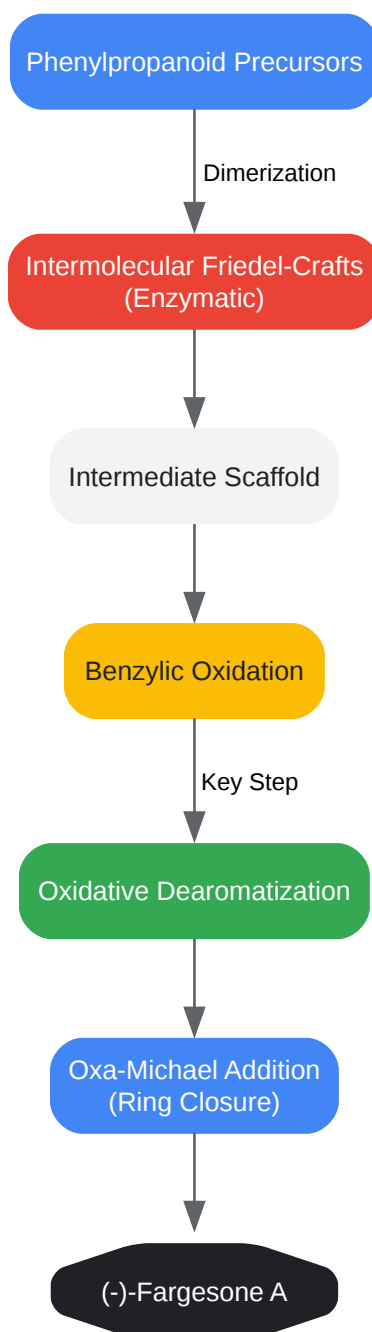 Phenylpropanoid Precursors
Dimerization
Intermolecular Friedel-Crafts
(Enzymatic)
Intermediate Scaffold
Benzylic Oxidation
Key Step
Oxidative Dearomatization
Oxa-Michael Addition
(Ring Closure)
(-)-Fargesone A